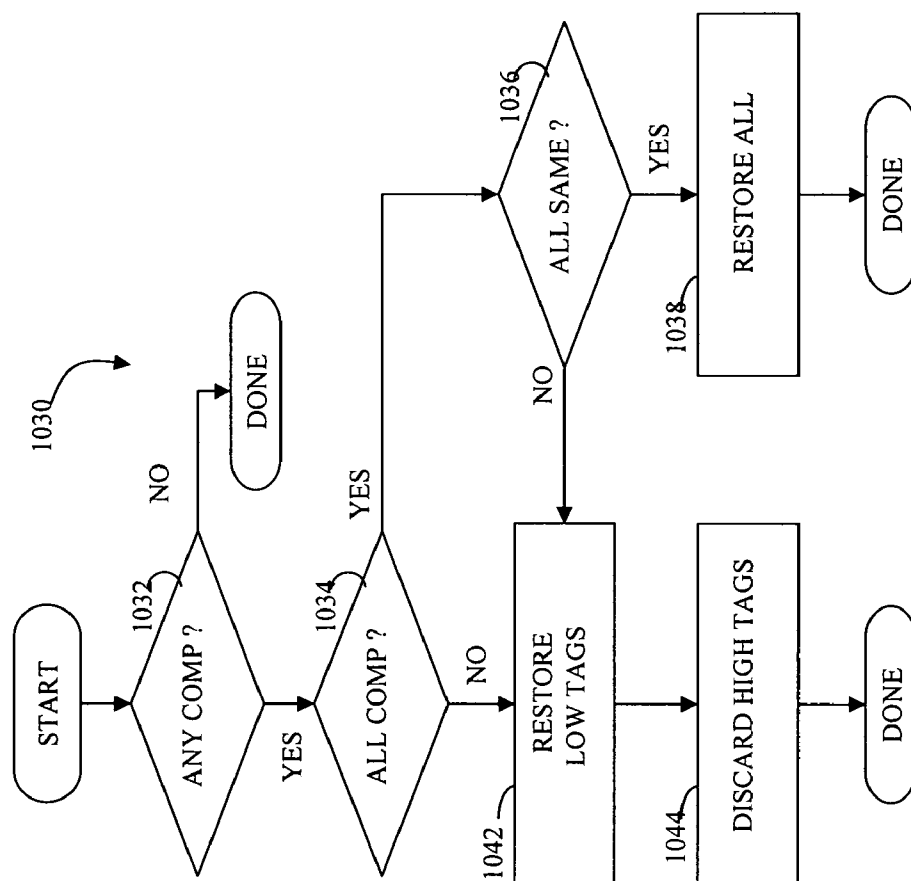 1030
START
ANY COMP ?
1032
NO
DONE
YES
ALL COMP ?
1034
YES
NO
ALL SAME ?
1036
NO
YES
RESTORE
LOW TAGS
1042
RESTORE ALL
1038
DISCARD HIGH TAGS
1044
DONE
DONE